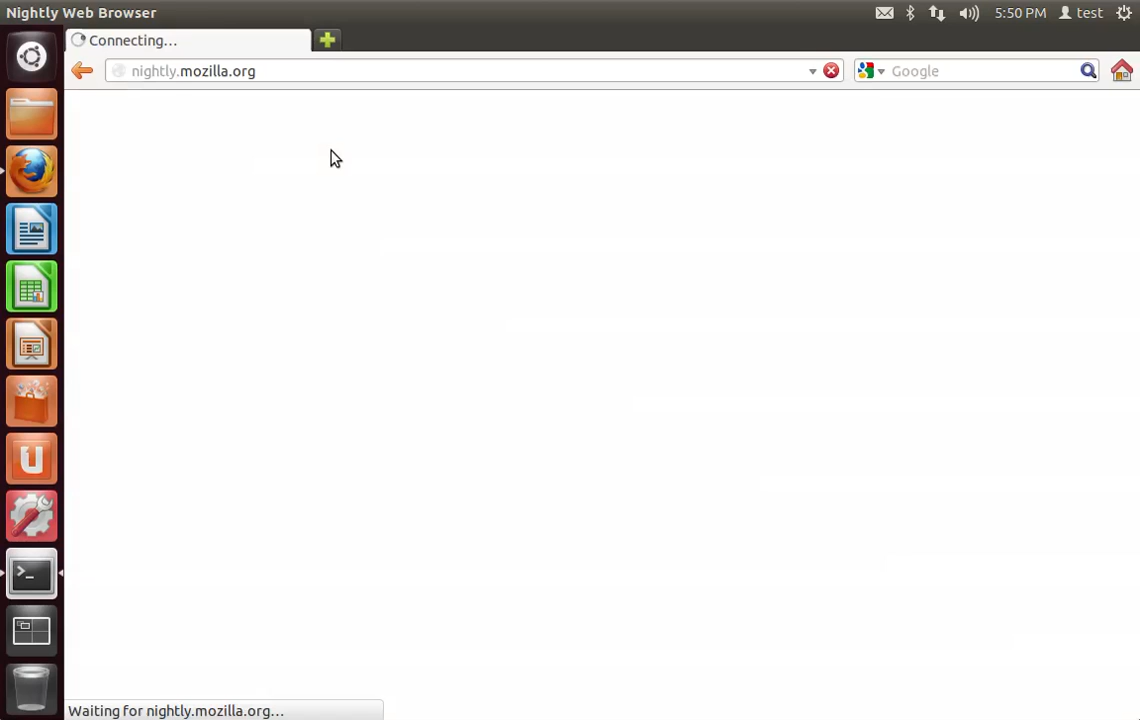 Nightly Web Browser
5:50 PM
test
Connecting...
nightly.mozilla.org
Google
Waiting for nightly.mozilla.org...